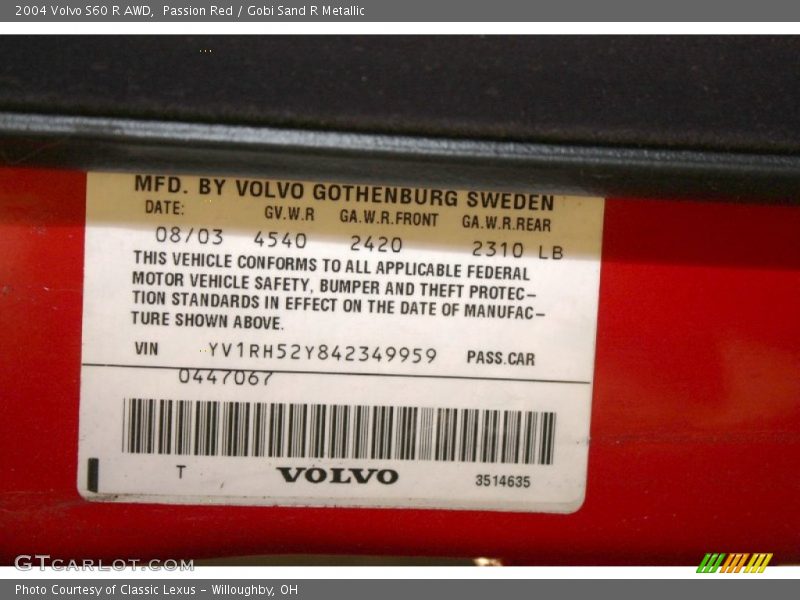 2004 Volvo S60 R AWD,  Passion Red / Gobi Sand R Metallic
MFD. BY VOLVO GOTHENBURG SWEDEN
DATE: GV.W.R GA.W.R.FRONT GA.W.R.REAR
08/03 4540 2420 2310 LB
THIS VEHICLE CONFORMS TO ALL APPLICABLE FEDERAL
MOTOR VEHICLE SAFETY, BUMPER AND THEFT PROTEC-
TION STANDARDS IN EFFECT ON THE DATE OF MANUFAC-
TURE SHOWN ABOVE.
VIN YV1RH52Y842349959 PASS.CAR
0447067
T VOLVO 3514635
GTCARLOT.COM
Photo Courtesy of Classic Lexus - Willoughby, OH